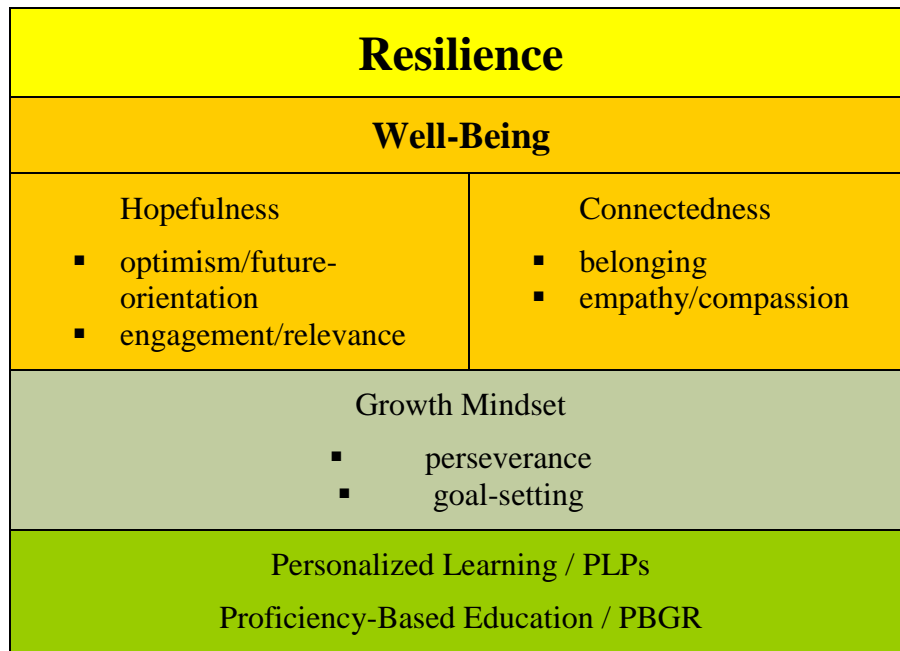 Resilience
Well-Being
Hopefulness
▪ optimism/future-
orientation
▪ engagement/relevance
Connectedness
▪ belonging
▪ empathy/compassion
Growth Mindset
▪ perseverance
▪ goal-setting
Personalized Learning / PLPs
Proficiency-Based Education / PBGR